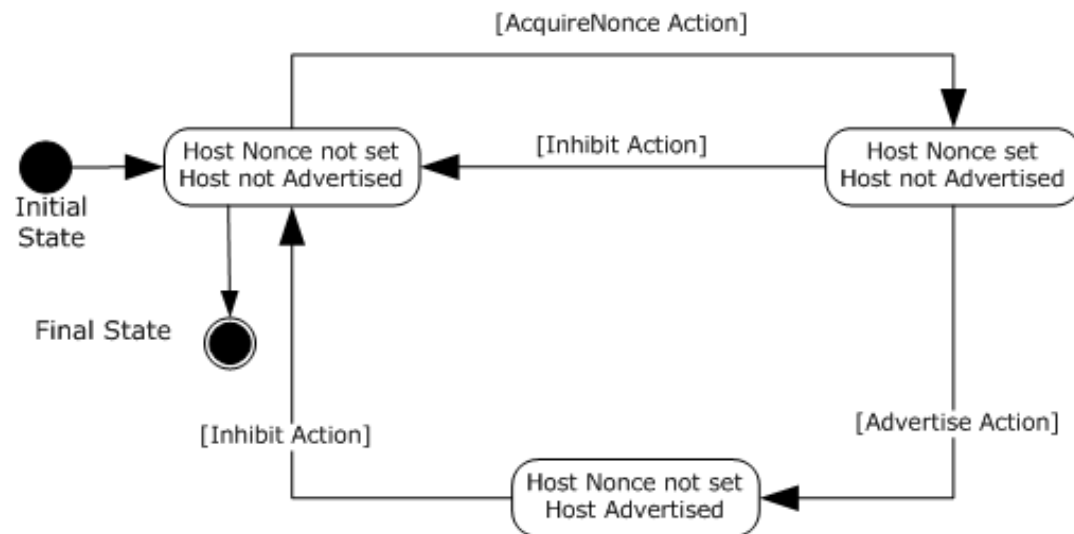 [AcquireNonce Action]
Host Nonce not set
Host not Advertised
[Inhibit Action]
Host Nonce set
Host not Advertised
Initial
State
Final State
[Inhibit Action]
[Advertise Action]
Host Nonce not set
Host Advertised